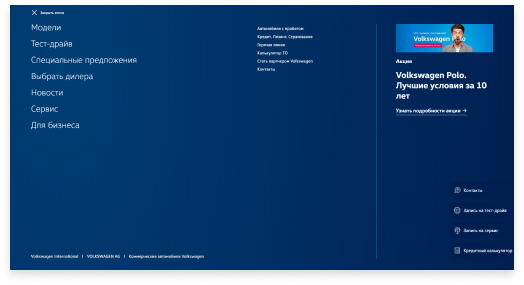 Закрыть меню
Модели
Тест-драйв
Специальные предложения
Выбрать дилера
Новости
Сервис
Для бизнеса
Автомобили с пробегом
Кредит, Лизинг, Страхование
Горячая линия
Калькулятор ТО
Стать партнером Volkswagen
Контакты
Volkswagen
Акция
Volkswagen Polo.
Лучшие условия за 10
лет
Узнать подробности акции →
Контакты
Запись на тест-драйв
Запись на сервис
Кредитный калькулятор
Volkswagen International | VOLKSWAGEN AG | Коммерческие автомобили Volkswagen